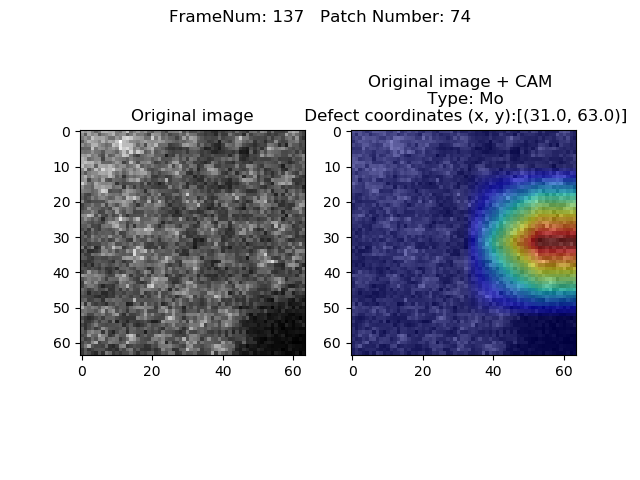 FrameNum: 137   Patch Number: 74
Original image
0
10
20
30
40
50
60
0 20 40 60
Original image + CAM
Type: Mo
Defect coordinates (x, y):[(31.0, 63.0)]
0
10
20
30
40
50
60
0 20 40 60